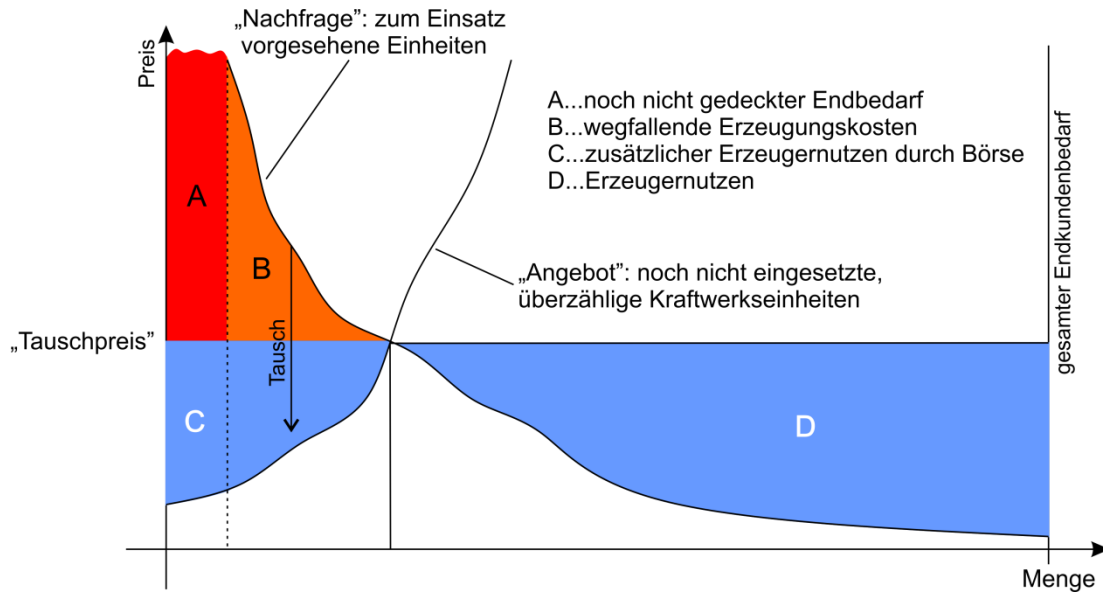 „Nachfrage”: zum Einsatz
vorgesehene Einheiten
Preis
A...noch nicht gedeckter Endbedarf
B...wegfallende Erzeugungskosten
C...zusätzlicher Erzeugernutzen durch Börse
D...Erzeugernutzen
gesamter Endkundenbedarf
A
B
„Angebot”: noch nicht eingesetzte,
überzählige Kraftwerkseinheiten
„Tauschpreis”
Tausch
C
D
Menge